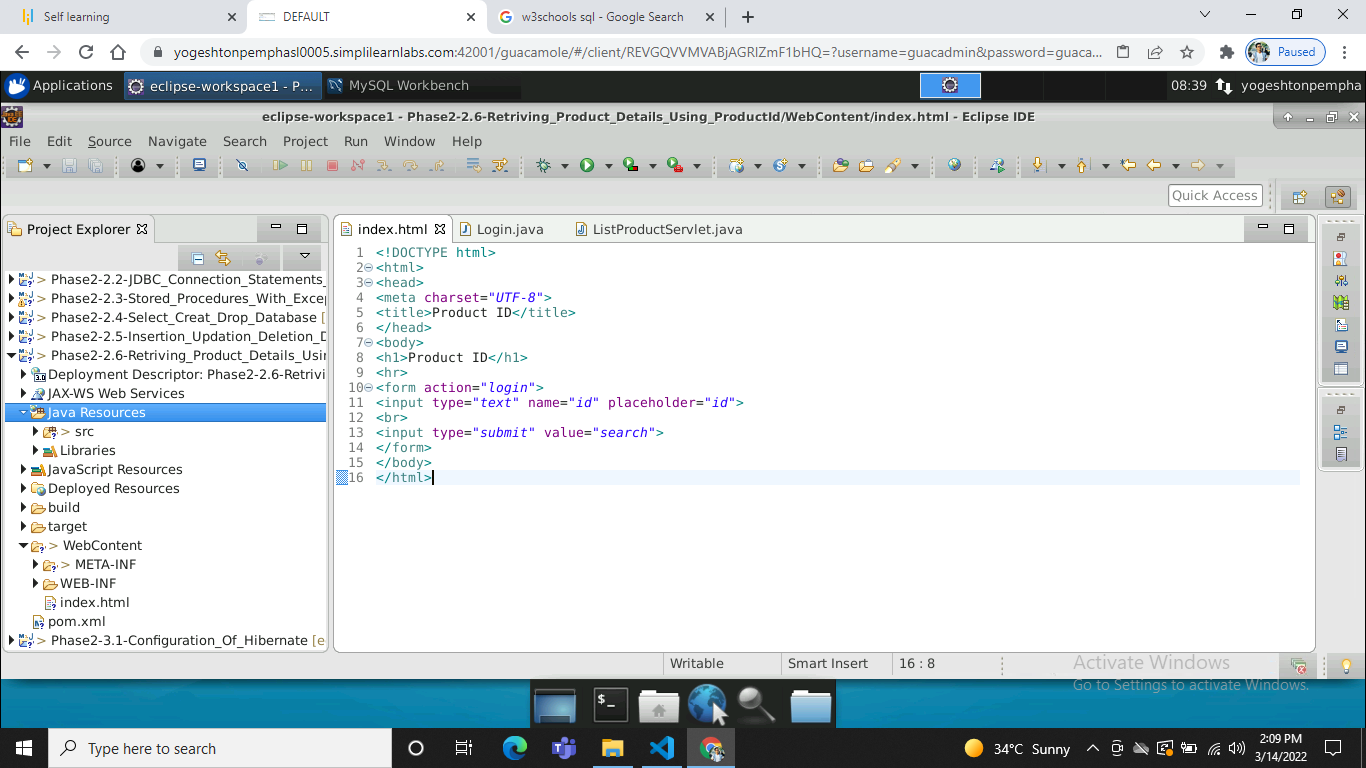 Self learning
DEFAULT
w3schools sql - Google Search
yogeshtonpemphasl0005.simplilearnlabs.com:42001/guacamole/#/client/REVGQVVMVABjAGRlZmF1bHQ=?username=guacadmin&password=guaca...
Paused
Applications
eclipse-workspace1 - P...
MySQL Workbench
08:39
yogeshtonpempha
eclipse-workspace1 - Phase2-2.6-Retriving_Product_Details_Using_ProductId/WebContent/index.html - Eclipse IDE
File Edit Source Navigate Search Project Run Window Help
Quick Access
Project Explorer
index.html
Login.java
ListProductServlet.java
> Phase2-2.2-JDBC_Connection_Statements_
> Phase2-2.3-Stored_Procedures_With_Exce
> Phase2-2.4-Select_Creat_Drop_Database [
> Phase2-2.5-Insertion_Updation_Deletion_D
> Phase2-2.6-Retriving_Product_Details_Usi
Deployment Descriptor: Phase2-2.6-Retrivi
JAX-WS Web Services
Java Resources
> src
Libraries
JavaScript Resources
Deployed Resources
build
target
> WebContent
> META-INF
WEB-INF
index.html
pom.xml
> Phase2-3.1-Configuration_Of_Hibernate [e
1 <!DOCTYPE html>
2 <html>
3 <head>
4 <meta charset="UTF-8">
5 <title>Product ID</title>
6 </head>
7 <body>
8 <h1>Product ID</h1>
9 <hr>
10 <form action="login">
11 <input type="text" name="id" placeholder="id">
12 <br>
13 <input type="submit" value="search">
14 </form>
15 </body>
16 </html>
Writable
Smart Insert
16 : 8
Activate Windows
Go to Settings to activate Windows.
Type here to search
34°C Sunny
2:09 PM
3/14/2022